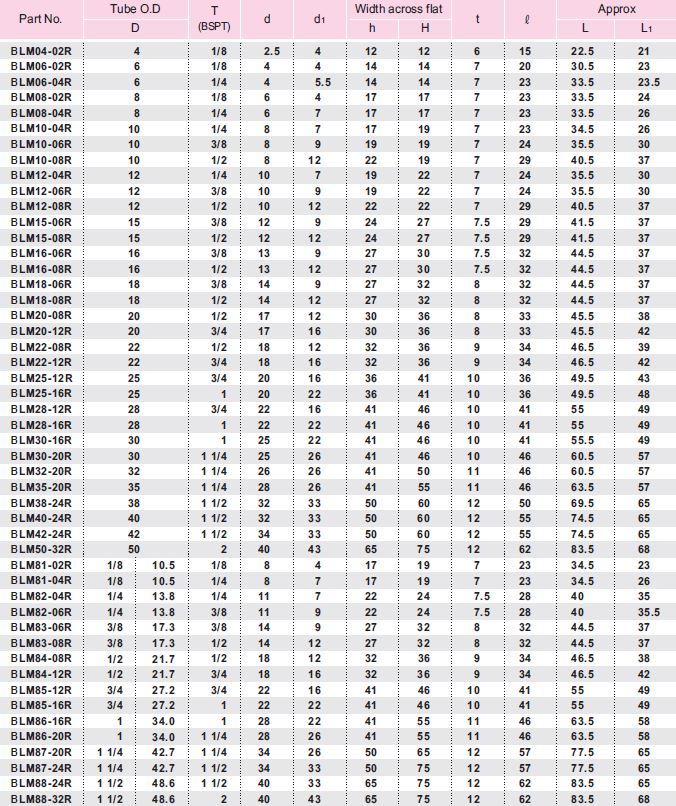 Part No. Tube O.D T (BSPT) d d1 Width across flat t ℓ Approx
D h H L L1
BLM04-02R 4 1/8 2.5 4 12 12 6 15 22.5 21
BLM06-02R 6 1/8 4 4 14 14 7 20 30.5 23
BLM06-04R 6 1/4 4 5.5 14 14 7 23 33.5 23.5
BLM08-02R 8 1/8 6 4 17 17 7 23 33.5 24
BLM08-04R 8 1/4 6 7 17 17 7 23 33.5 26
BLM10-04R 10 1/4 8 7 17 19 7 23 34.5 26
BLM10-06R 10 3/8 8 9 19 19 7 24 35.5 30
BLM10-08R 10 1/2 8 12 22 19 7 29 40.5 37
BLM12-04R 12 1/4 10 7 19 22 7 24 35.5 30
BLM12-06R 12 3/8 10 9 19 22 7 24 35.5 30
BLM12-08R 12 1/2 10 12 22 22 7 29 40.5 37
BLM15-06R 15 3/8 12 9 24 27 7.5 29 41.5 37
BLM15-08R 15 1/2 12 12 24 27 7.5 29 41.5 37
BLM16-06R 16 3/8 13 9 27 30 7.5 32 44.5 37
BLM16-08R 16 1/2 13 12 27 30 7.5 32 44.5 37
BLM18-06R 18 3/8 14 9 27 32 8 32 44.5 37
BLM18-08R 18 1/2 14 12 27 32 8 32 44.5 37
BLM20-08R 20 1/2 17 12 30 36 8 33 45.5 38
BLM20-12R 20 3/4 17 16 30 36 8 33 45.5 42
BLM22-08R 22 1/2 18 12 32 36 9 34 46.5 39
BLM22-12R 22 3/4 18 16 32 36 9 34 46.5 42
BLM25-12R 25 3/4 20 16 36 41 10 36 49.5 43
BLM25-16R 25 1 20 22 36 41 10 36 49.5 48
BLM28-12R 28 3/4 22 16 41 46 10 41 55 49
BLM28-16R 28 1 22 22 41 46 10 41 55 49
BLM30-16R 30 1 25 22 41 46 10 41 55.5 49
BLM30-20R 30 1 1/4 25 26 41 46 10 46 60.5 57
BLM32-20R 32 1 1/4 26 26 41 50 11 46 60.5 57
BLM35-20R 35 1 1/4 28 26 41 55 11 46 63.5 57
BLM38-24R 38 1 1/2 32 33 50 60 12 50 69.5 65
BLM40-24R 40 1 1/2 32 33 50 60 12 55 74.5 65
BLM42-24R 42 1 1/2 34 33 50 60 12 55 74.5 65
BLM50-32R 50 2 40 43 65 75 12 62 83.5 68
BLM81-02R 1/8 10.5 1/8 8 4 17 19 7 23 34.5 23
BLM81-04R 1/8 10.5 1/4 8 7 17 19 7 23 34.5 26
BLM82-04R 1/4 13.8 1/4 11 7 22 24 7.5 28 40 35
BLM82-06R 1/4 13.8 3/8 11 9 22 24 7.5 28 40 35.5
BLM83-06R 3/8 17.3 3/8 14 9 27 32 8 32 44.5 37
BLM83-08R 3/8 17.3 1/2 14 12 27 32 8 32 44.5 37
BLM84-08R 1/2 21.7 1/2 18 12 32 36 9 34 46.5 38
BLM84-12R 1/2 21.7 3/4 18 16 32 36 9 34 46.5 42
BLM85-12R 3/4 27.2 3/4 22 16 41 46 10 41 55 49
BLM85-16R 3/4 27.2 1 22 22 41 46 10 41 55 49
BLM86-16R 1 34.0 1 28 22 41 55 11 46 63.5 58
BLM86-20R 1 34.0 1 1/4 28 26 41 55 11 46 63.5 58
BLM87-20R 1 1/4 42.7 1 1/4 34 26 50 65 12 57 77.5 65
BLM87-24R 1 1/4 42.7 1 1/2 34 33 50 75 12 57 77.5 65
BLM88-24R 1 1/2 48.6 1 1/2 40 33 65 75 12 62 83.5 65
BLM88-32R 1 1/2 48.6 2 40 43 65 75 12 62 83.5 68